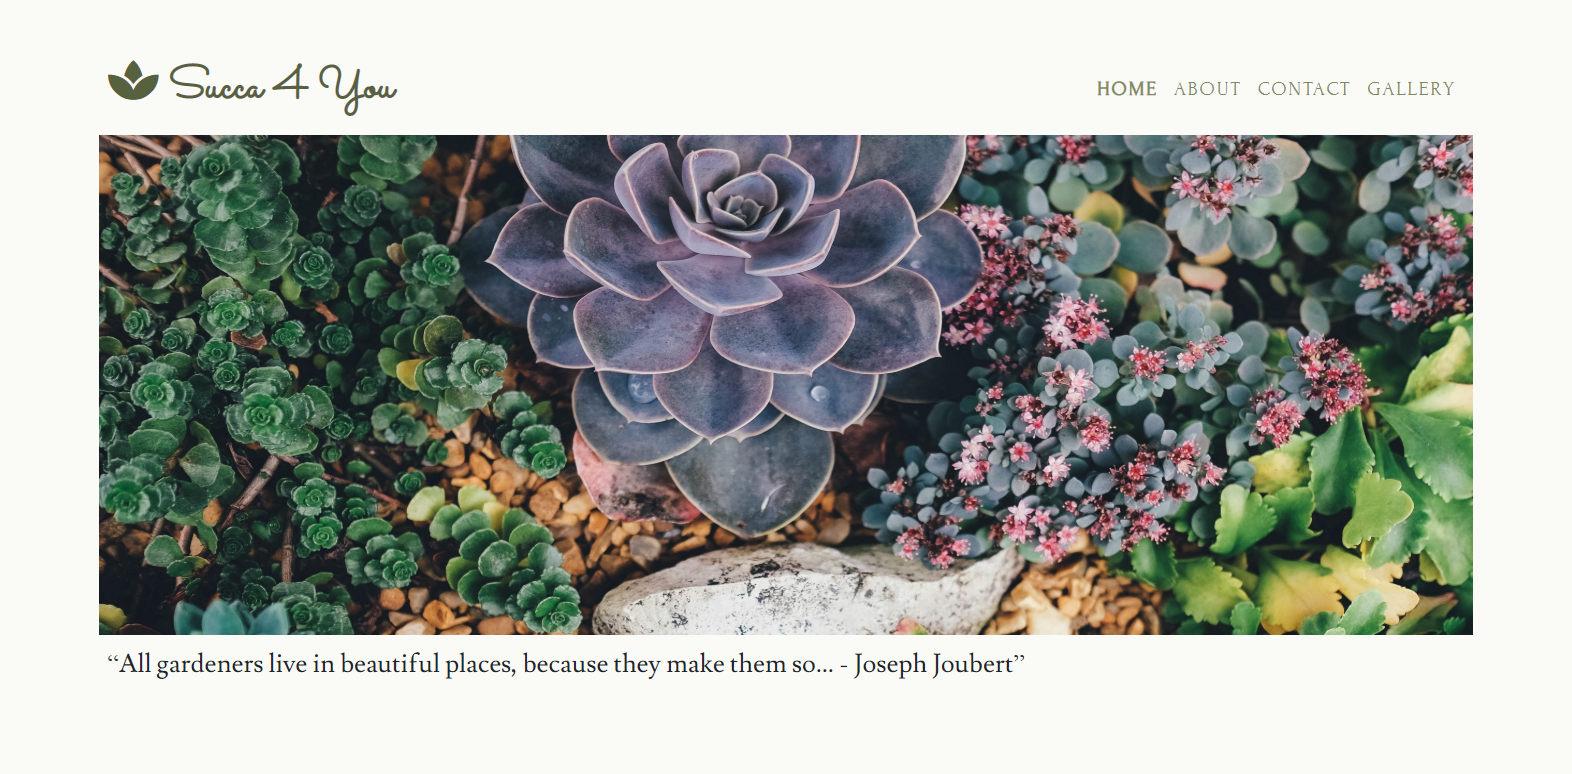 Succa 4 You
HOME ABOUT CONTACT GALLERY
“All gardeners live in beautiful places, because they make them so... - Joseph Joubert”